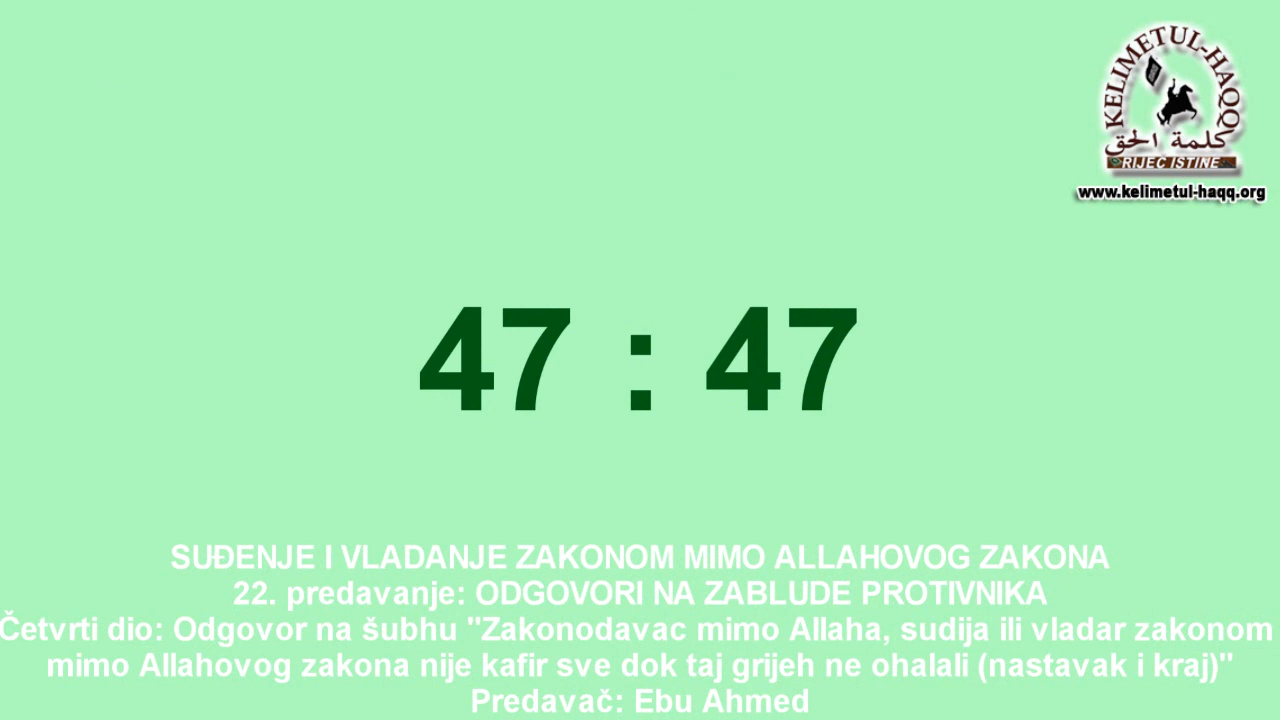 KELIMETUL-HAQQ
كلمة الحق
RIJEC ISTINE
www.kelimetul-haqq.org
47 : 47
SUĐENJE I VLADANJE ZAKONOM MIMO ALLAHOVOG ZAKONA
22. predavanje: ODGOVORI NA ZABLUDE PROTIVNIKA
Četvrti dio: Odgovor na šubhu "Zakonodavac mimo Allaha, sudija ili vladar zakonom
mimo Allahovog zakona nije kafir sve dok taj grijeh ne ohalali (nastavak i kraj)"
Predavač: Ebu Ahmed